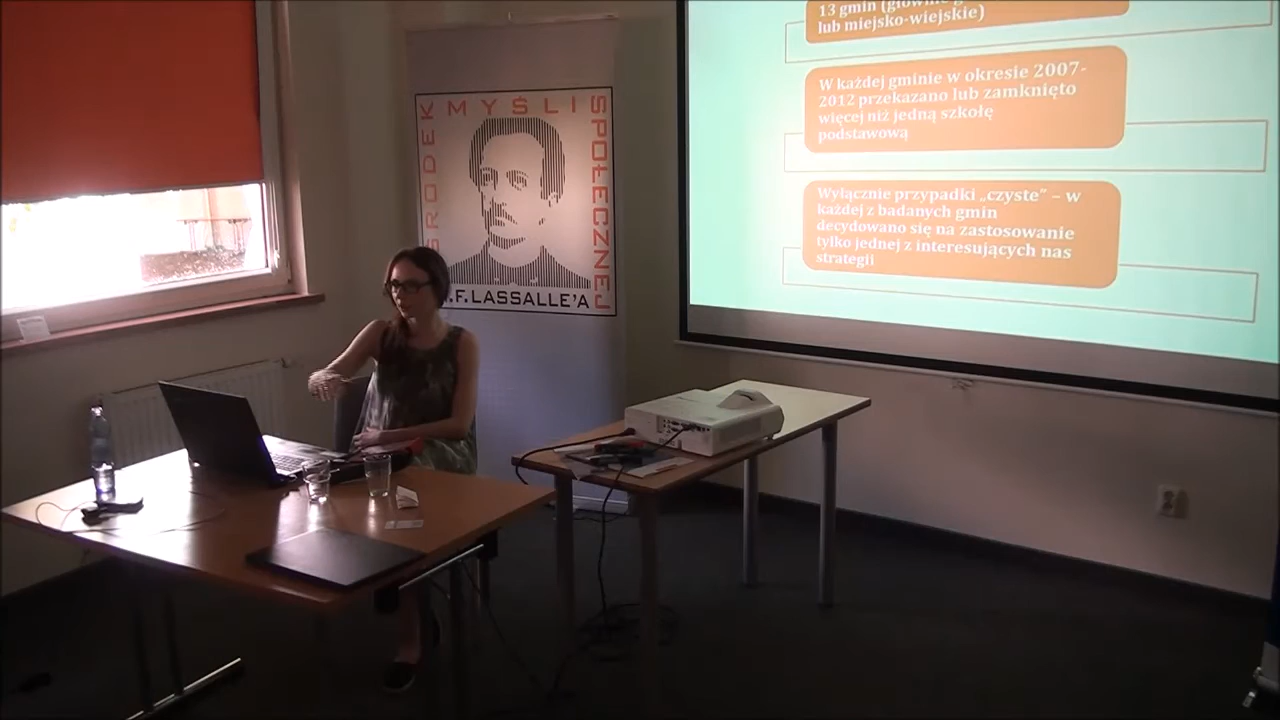 OŚRODEK MYŚLI SPOŁECZNEJ
.F.LASSALLE'A
13 gmin (głównie
lub miejsko-wiejskie)
W każdej gminie w okresie 2007-
2012 przekazano lub zamknięto
więcej niż jedną szkołę
podstawową
Wyłącznie przypadki „czyste” – w
każdej z badanych gmin
decydowano się na zastosowanie
tylko jednej z interesujących nas
strategii